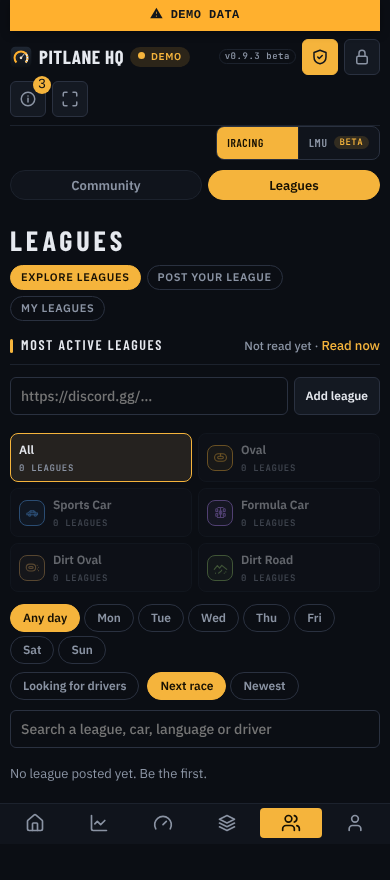 DEMO DATA
PITLANE HQ DEMO v0.9.3 beta
3
IRACING LMU BETA
Community Leagues
LEAGUES
EXPLORE LEAGUES POST YOUR LEAGUE
MY LEAGUES
MOST ACTIVE LEAGUES Not read yet · Read now
https://discord.gg/... Add league
All Oval
0 LEAGUES 0 LEAGUES
Sports Car Formula Car
0 LEAGUES 0 LEAGUES
Dirt Oval Dirt Road
0 LEAGUES 0 LEAGUES
Any day Mon Tue Wed Thu Fri
Sat Sun
Looking for drivers Next race Newest
Search a league, car, language or driver
No league posted yet. Be the first.